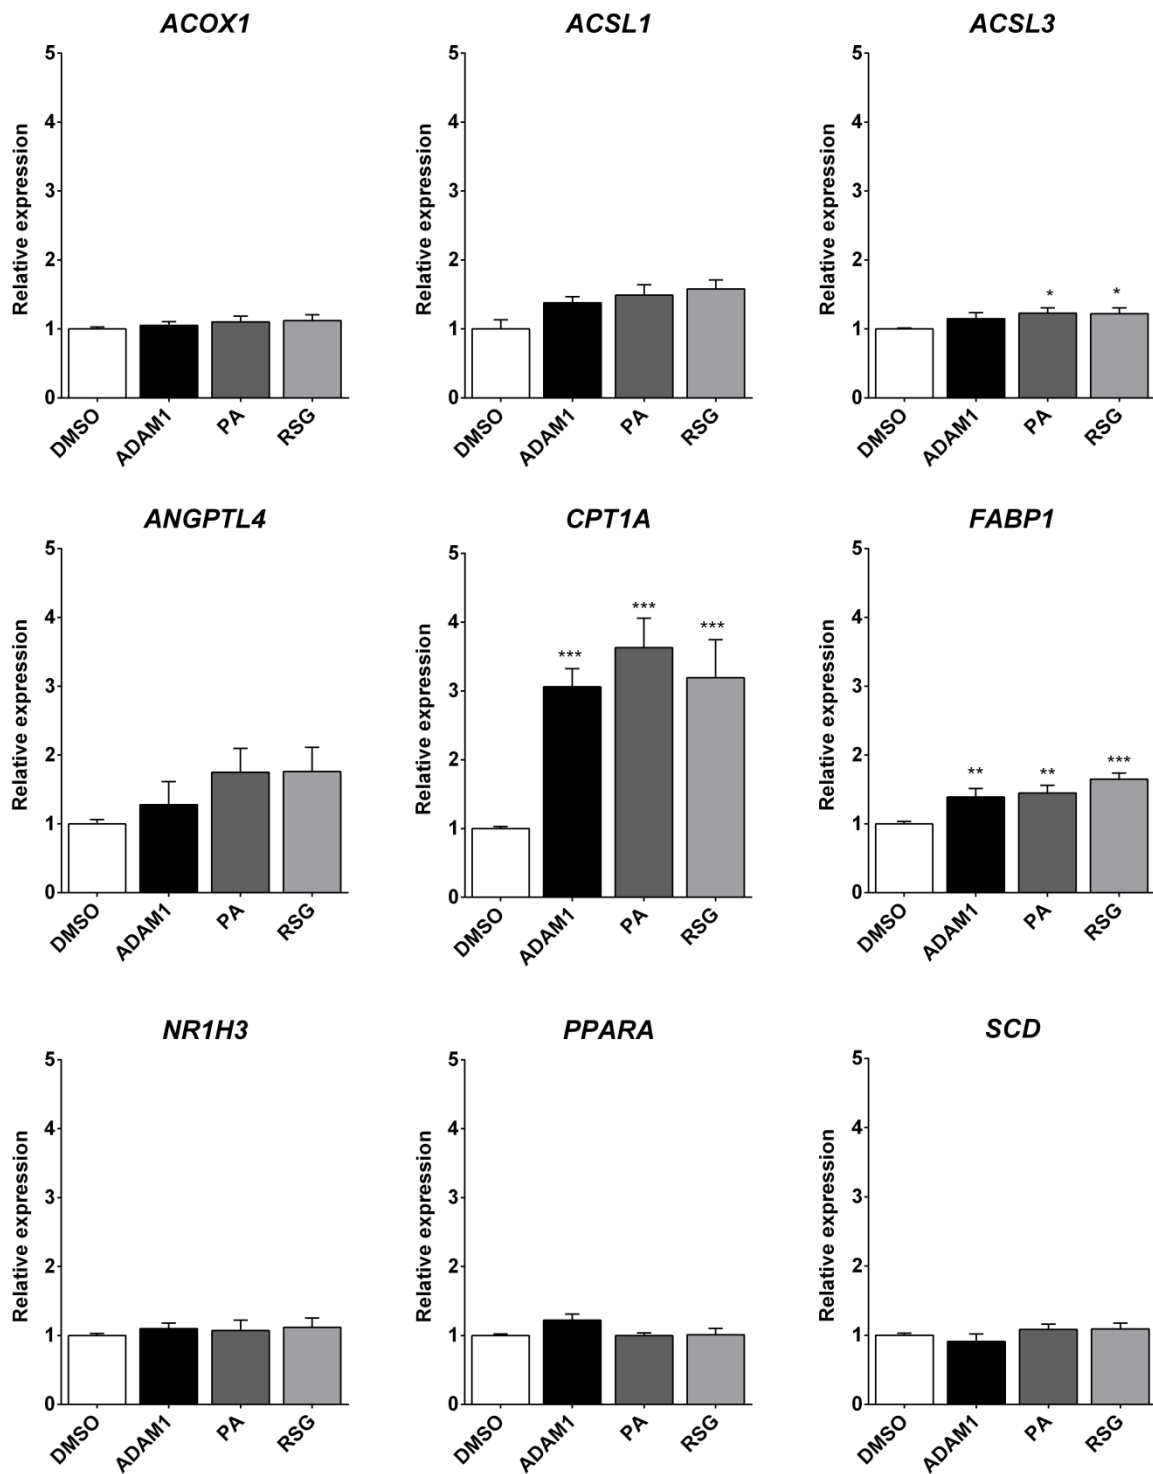 ACOX1
ACSL1
ACSL3
Relative expression
5
4
3
2
1
0
DMSO
ADAM1
PA
RSG
Relative expression
5
4
3
2
1
0
DMSO
ADAM1
PA
RSG
Relative expression
5
4
3
2
1
0
*
*
DMSO
ADAM1
PA
RSG
ANGPTL4
CPT1A
FABP1
Relative expression
5
4
3
2
1
0
DMSO
ADAM1
PA
RSG
Relative expression
5
4
3
2
1
0
***
***
***
DMSO
ADAM1
PA
RSG
Relative expression
5
4
3
2
1
0
**
**
***
DMSO
ADAM1
PA
RSG
NR1H3
PPARA
SCD
Relative expression
5
4
3
2
1
0
DMSO
ADAM1
PA
RSG
Relative expression
5
4
3
2
1
0
DMSO
ADAM1
PA
RSG
Relative expression
5
4
3
2
1
0
DMSO
ADAM1
PA
RSG